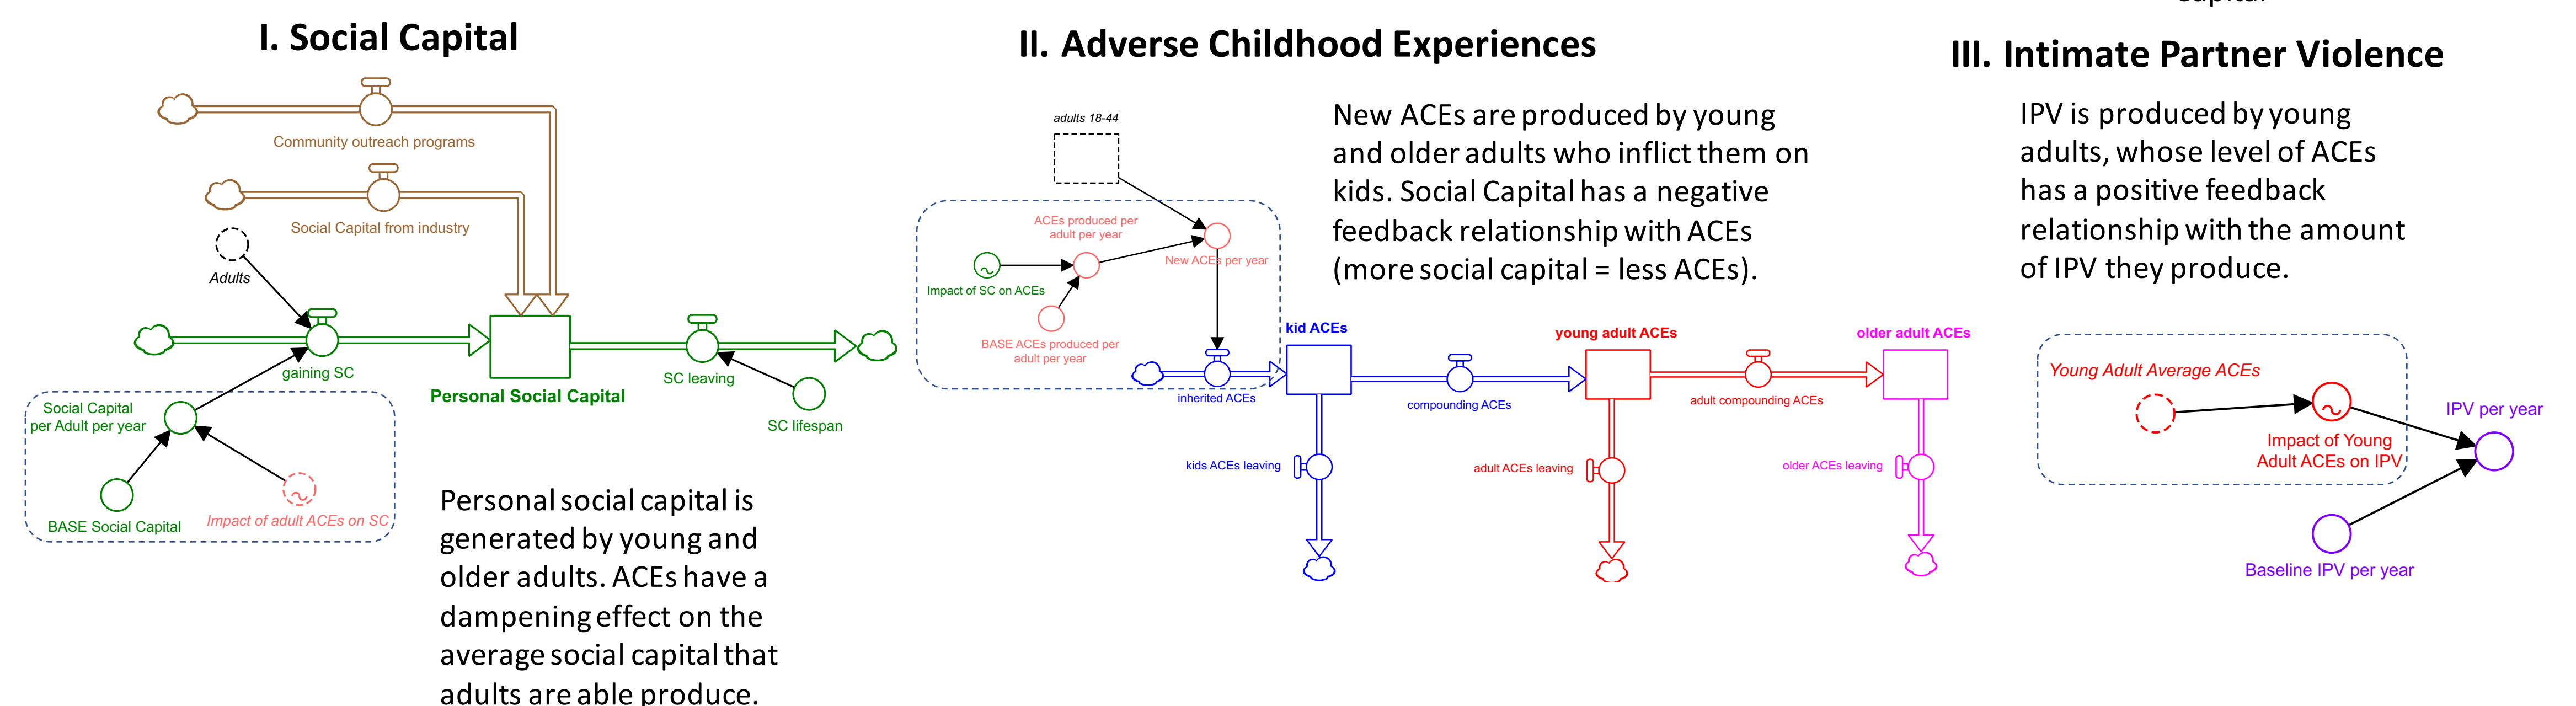 Capital
I. Social Capital
Community outreach programs
Social Capital from industry
Adults
gaining SC
Personal Social Capital
SC leaving
SC lifespan
Social Capital
per Adult per year
BASE Social Capital
Impact of adult ACEs on SC
Personal social capital is
generated by young and
older adults. ACEs have a
dampening effect on the
average social capital that
adults are able produce.
II. Adverse Childhood Experiences
adults 18-44
ACEs produced per
adult per year
New ACEs per year
Impact of SC on ACEs
BASE ACEs produced per
adult per year
New ACEs are produced by young
and older adults who inflict them on
kids. Social Capital has a negative
feedback relationship with ACEs
(more social capital = less ACEs).
inherited ACEs
kid ACEs
compounding ACEs
young adult ACEs
adult compounding ACEs
older adult ACEs
kids ACEs leaving
adult ACEs leaving
older ACEs leaving
III. Intimate Partner Violence
IPV is produced by young
adults, whose level of ACEs
has a positive feedback
relationship with the amount
of IPV they produce.
Young Adult Average ACEs
Impact of Young
Adult ACEs on IPV
IPV per year
Baseline IPV per year